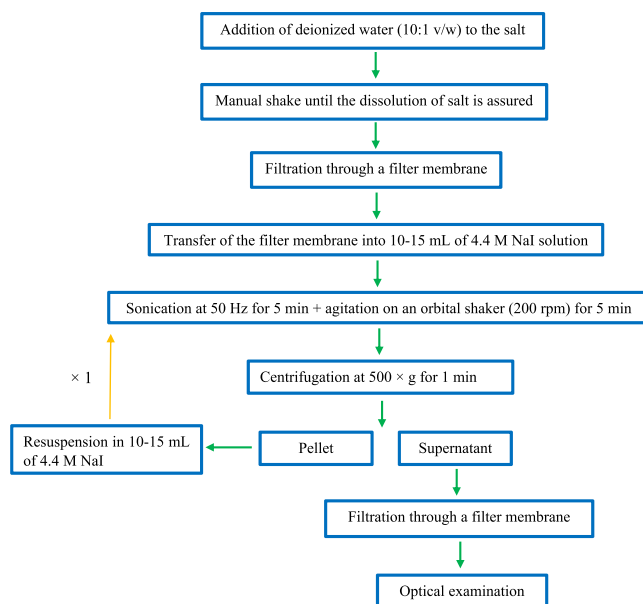 Addition of deionized water (10:1 v/w) to the salt
Manual shake until the dissolution of salt is assured
Filtration through a filter membrane
Transfer of the filter membrane into 10-15 mL of 4.4 M NaI solution
Sonication at 50 Hz for 5 min + agitation on an orbital shaker (200 rpm) for 5 min
× 1
Centrifugation at 500 × g for 1 min
Resuspension in 10-15 mL
of 4.4 M NaI
Pellet
Supernatant
Filtration through a filter membrane
Optical examination